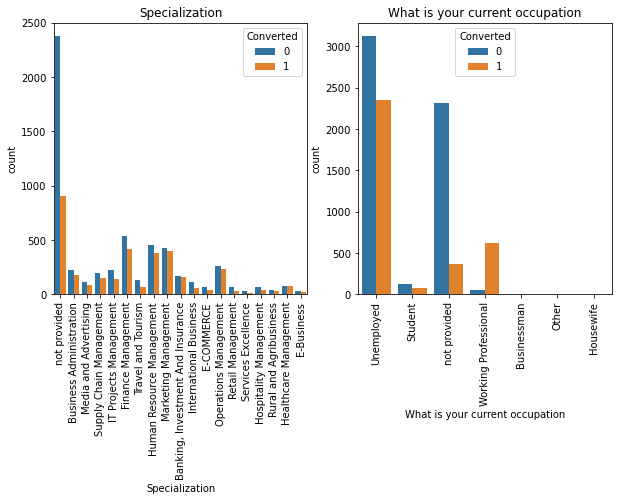 Specialization
2500
2000
1500
1000
500
0
count
Converted
0
1
not provided
Business Administration
Media and Advertising
Supply Chain Management
IT Projects Management
Finance Management
Travel and Tourism
Human Resource Management
Marketing Management
Banking, Investment And Insurance
International Business
E-COMMERCE
Operations Management
Retail Management
Services Excellence
Hospitality Management
Rural and Agribusiness
Healthcare Management
E-Business
Specialization
What is your current occupation
3000
2500
2000
1500
1000
500
0
count
Converted
0
1
Unemployed
Student
not provided
Working Professional
Businessman
Other
Housewife
What is your current occupation